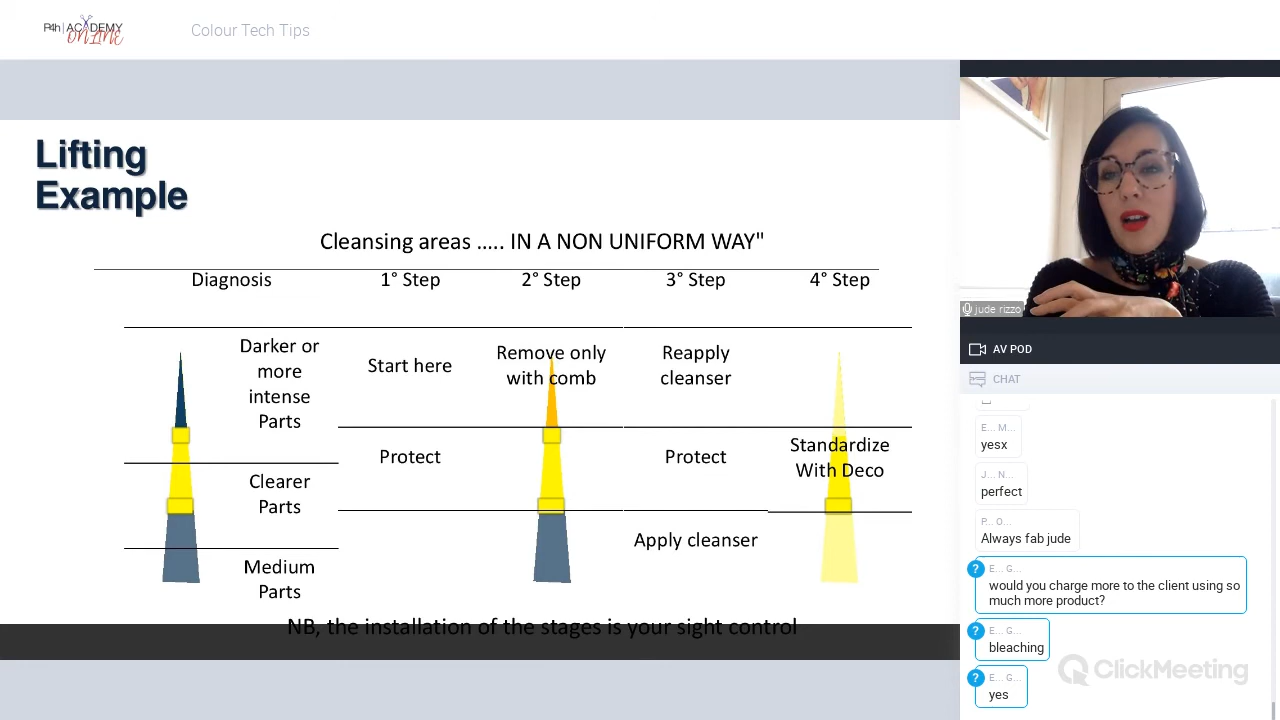 P4h | ACADEMY
ONLINE
Colour Tech Tips
Lifting
Example
Cleansing areas ..... IN A NON UNIFORM WAY"
Diagnosis
1° Step
2° Step
3° Step
4° Step
Darker or
more
intense
Parts
Start here
Remove only
with comb
Reapply
cleanser
Clearer
Parts
Protect
Protect
Standardize
With Deco
Medium
Parts
Apply cleanser
NB, the installation of the stages is your sight control
jude rizzo
AV POD
CHAT
E... M...
yesx
J... N...
perfect
P... O...
Always fab jude
?
E... G...
would you charge more to the client using so
much more product?
?
E... G...
bleaching
?
E... G...
yes
ClickMeeting